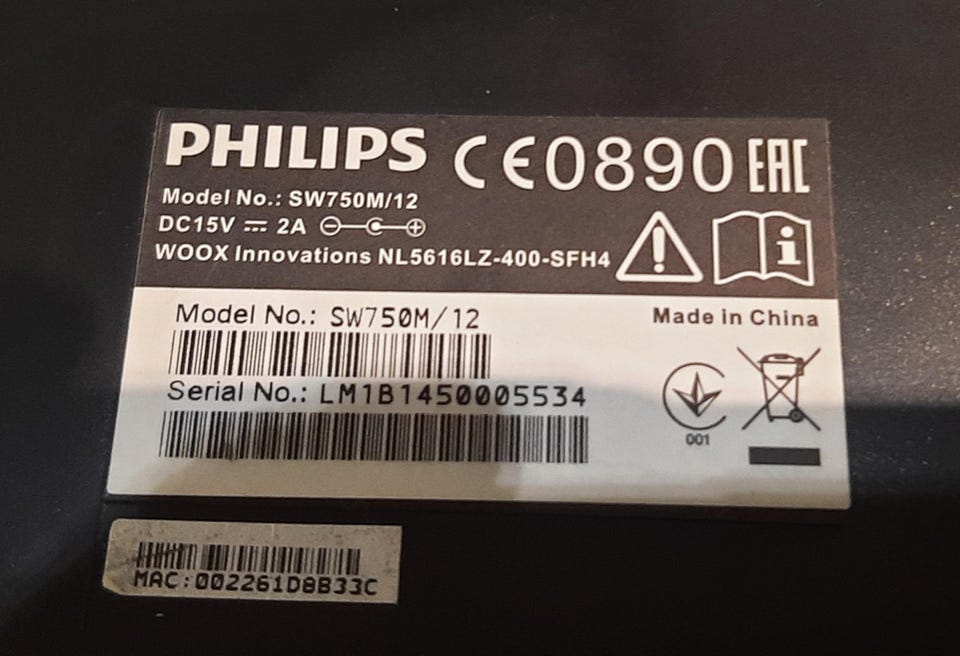 PHILIPS CE0890 EAC
Model No.: SW750M/12
DC15V ⎓ 2A
WOOX Innovations NL5616LZ-400-SFH4
Model No.: SW750M/12
Made in China
Serial No.: LM1B1450005534
001
MAC:002261D8B33C